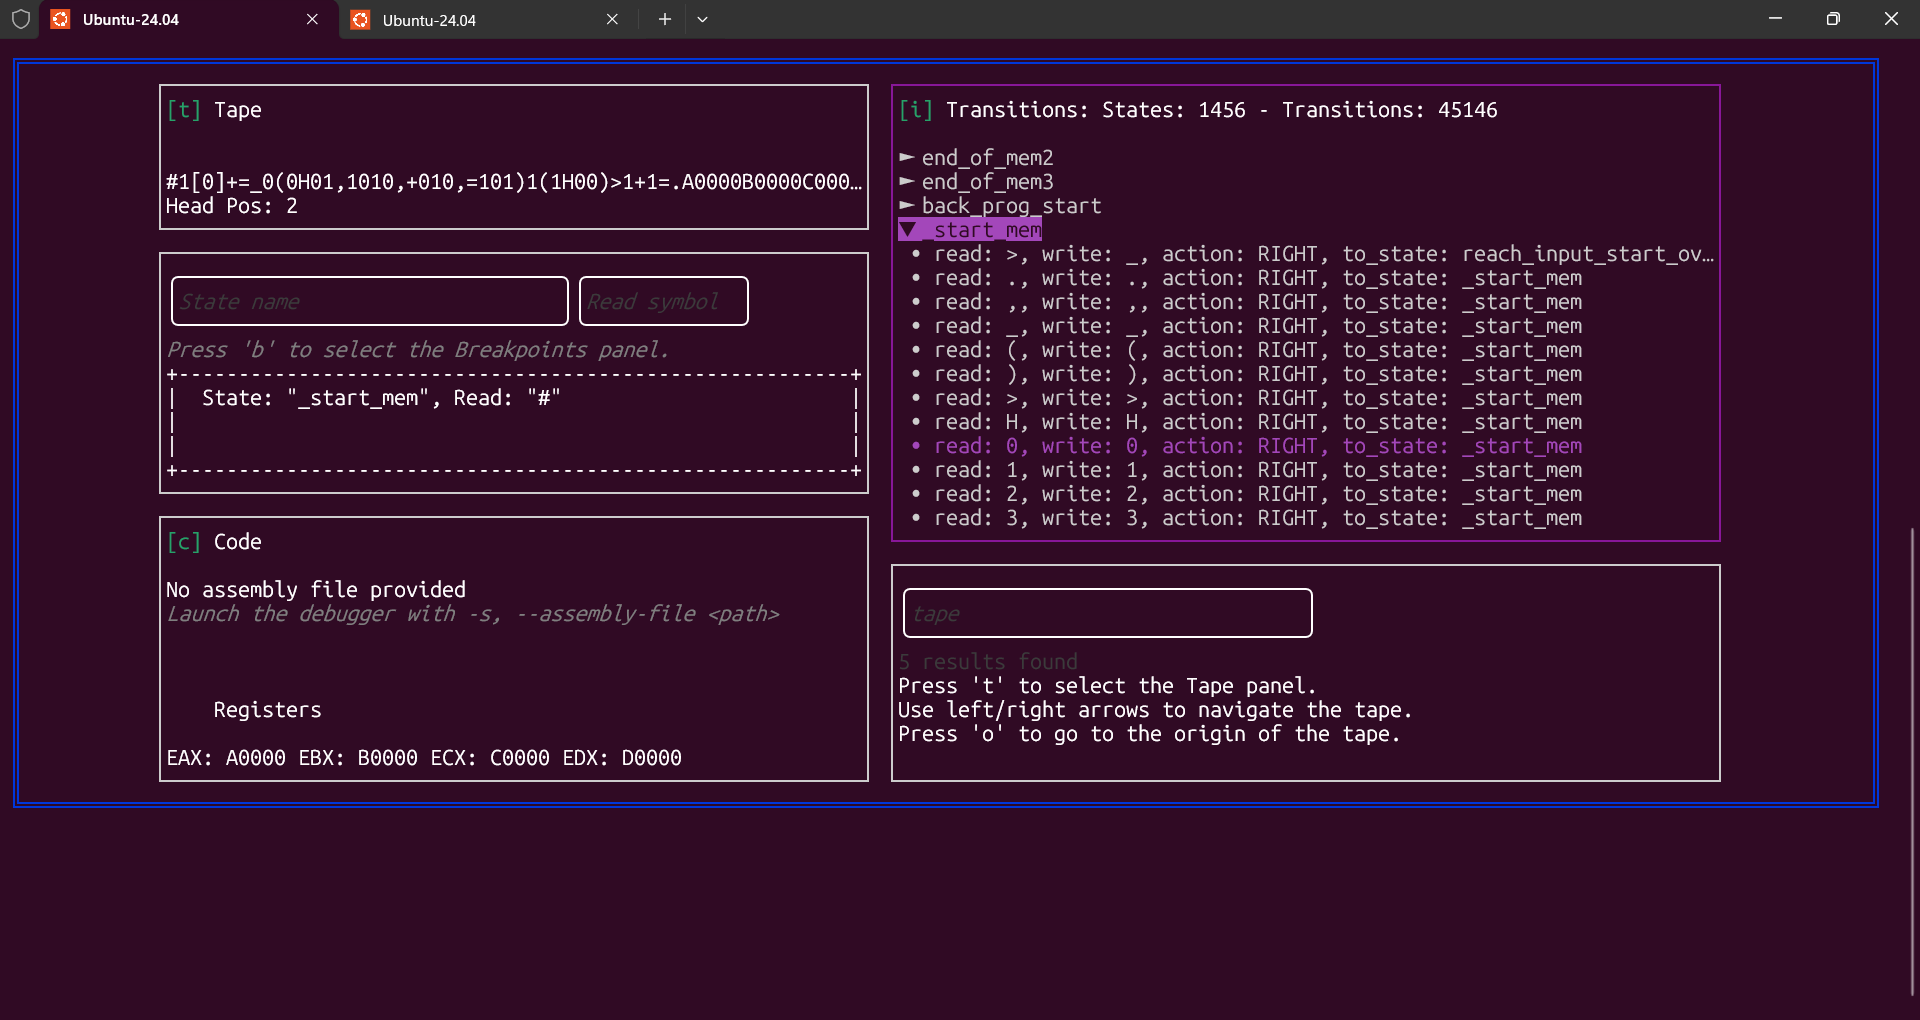 Ubuntu-24.04
Ubuntu-24.04
[t] Tape
#1[0]+=_0(0H01,1010,+010,=101)1(1H00)>1+1=.A0000B0000C000…
Head Pos: 2
State name
Read symbol
Press 'b' to select the Breakpoints panel.
State: "_start_mem", Read: "#"
[c] Code
No assembly file provided
Launch the debugger with -s, --assembly-file <path>
Registers
EAX: A0000 EBX: B0000 ECX: C0000 EDX: D0000
[i] Transitions: States: 1456 - Transitions: 45146
► end_of_mem2
► end_of_mem3
► back_prog_start
▼ _start_mem
• read: >, write: _, action: RIGHT, to_state: reach_input_start_ov…
• read: ., write: ., action: RIGHT, to_state: _start_mem
• read: ,, write: ,, action: RIGHT, to_state: _start_mem
• read: _, write: _, action: RIGHT, to_state: _start_mem
• read: (, write: (, action: RIGHT, to_state: _start_mem
• read: ), write: ), action: RIGHT, to_state: _start_mem
• read: >, write: >, action: RIGHT, to_state: _start_mem
• read: H, write: H, action: RIGHT, to_state: _start_mem
• read: 0, write: 0, action: RIGHT, to_state: _start_mem
• read: 1, write: 1, action: RIGHT, to_state: _start_mem
• read: 2, write: 2, action: RIGHT, to_state: _start_mem
• read: 3, write: 3, action: RIGHT, to_state: _start_mem
tape
5 results found
Press 't' to select the Tape panel.
Use left/right arrows to navigate the tape.
Press 'o' to go to the origin of the tape.